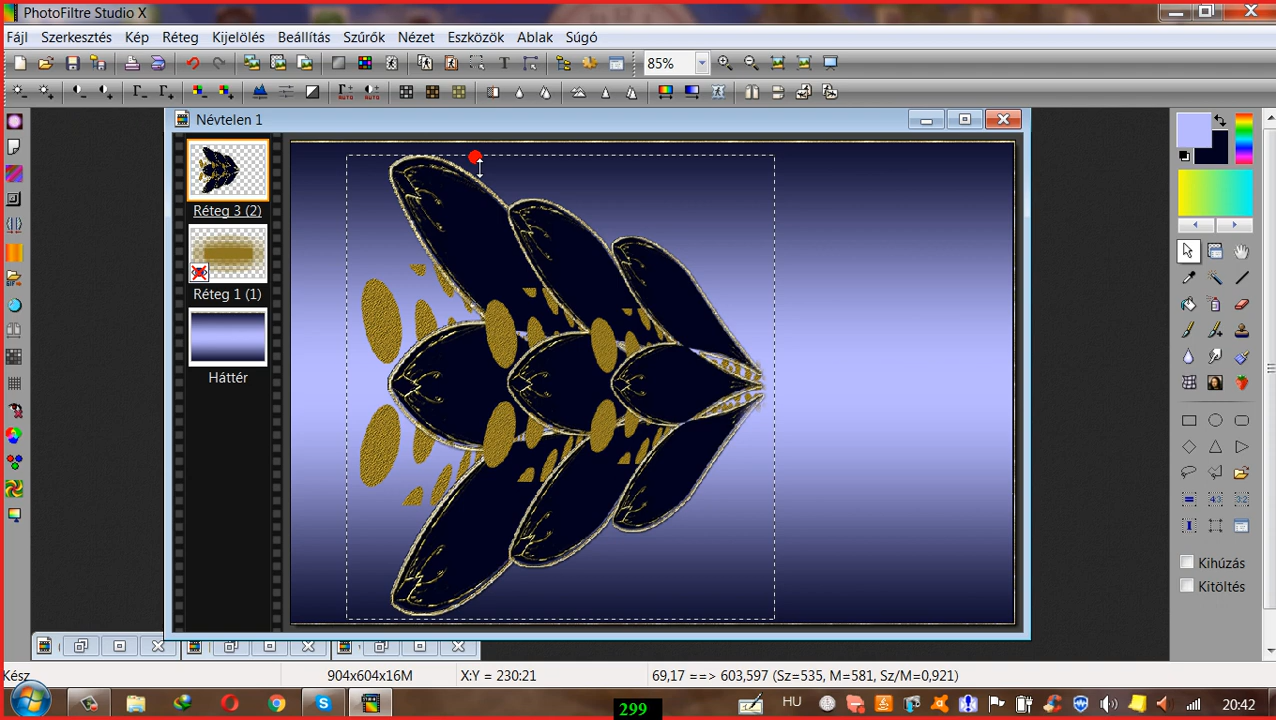 PhotoFiltre Studio X
Fájl Szerkesztés Kép Réteg Kijelölés Beállítás Szűrők Nézet Eszközök Ablak Súgó
85%
Névtelen 1
Réteg 3 (2)
Réteg 1 (1)
Háttér
Kihúzás
Kitöltés
Kész 904x604x16M X:Y = 230:21 69,17 ==> 603,597 (Sz=535, M=581, Sz/M=0,921)
299 HU 20:42